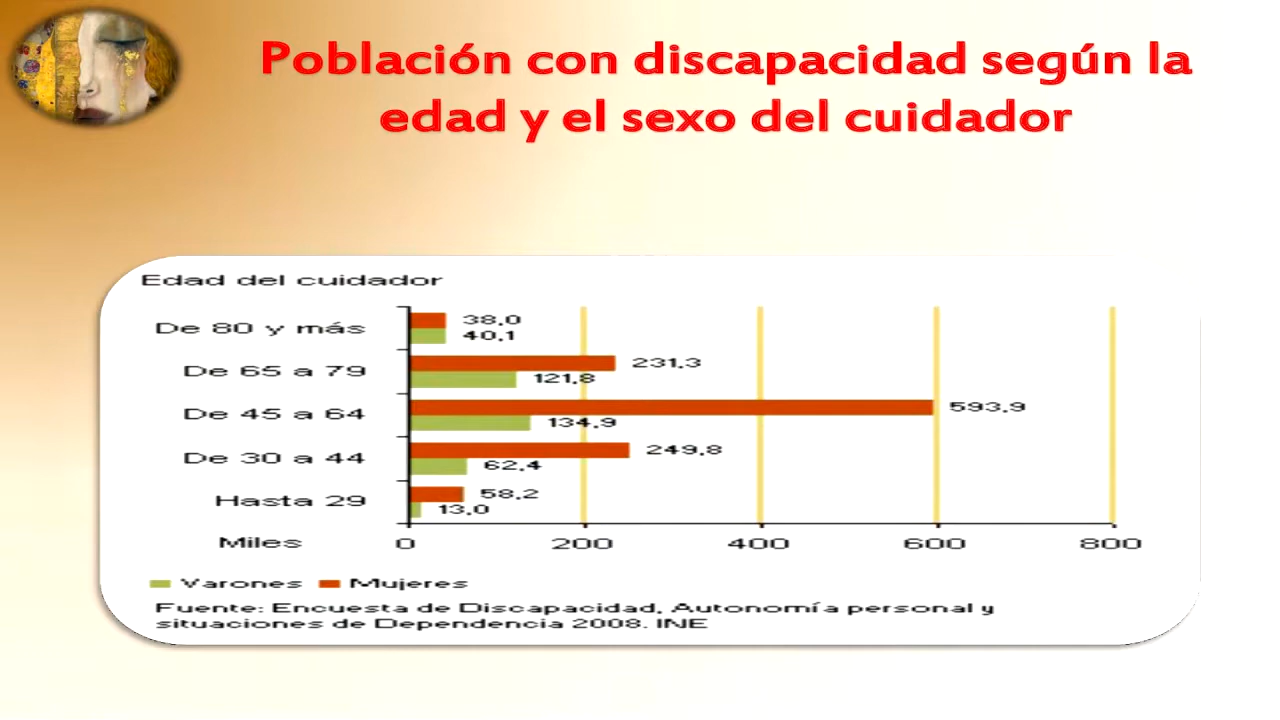 Población con discapacidad según la
edad y el sexo del cuidador
Edad del cuidador
De 80 y más 38,0
40,1
De 65 a 79 231,3
121,8
De 45 a 64 593,9
134,9
De 30 a 44 249,8
62,4
Hasta 29 58,2
13,0
Miles 0 200 400 600 800
Varones Mujeres
Fuente: Encuesta de Discapacidad, Autonomía personal y
situaciones de Dependencia 2008. INE